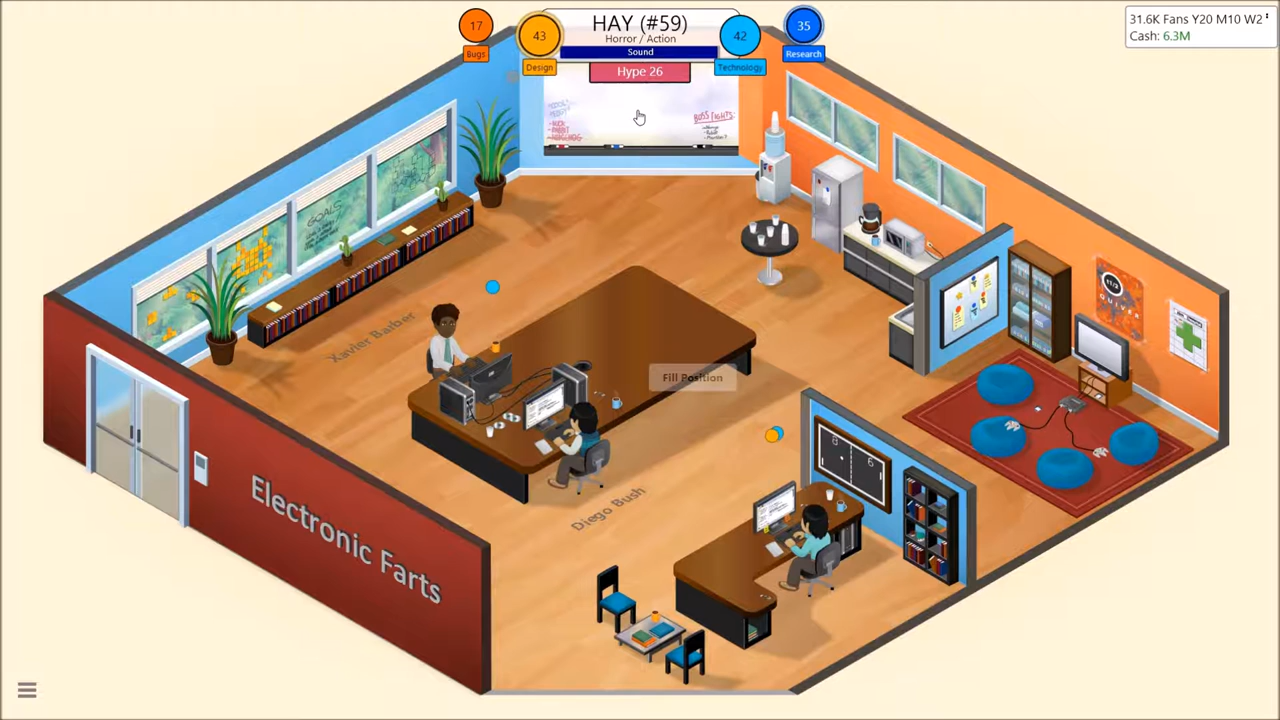 17
Bugs
43
Design
HAY (#59)
Horror / Action
Sound
Hype 26
42
Technology
35
Research
31.6K Fans Y20 M10 W2
Cash: 6.3M
BOSS FIGHTS:
GOALS
Xavier Barber
Fill Position
Diego Bush
Electronic Farts
6